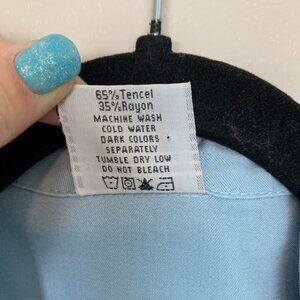 65% Tencel
35% Rayon
MACHINE WASH
COLD WATER
DARK COLORS
SEPARATELY
TUMBLE DRY LOW
DO NOT BLEACH